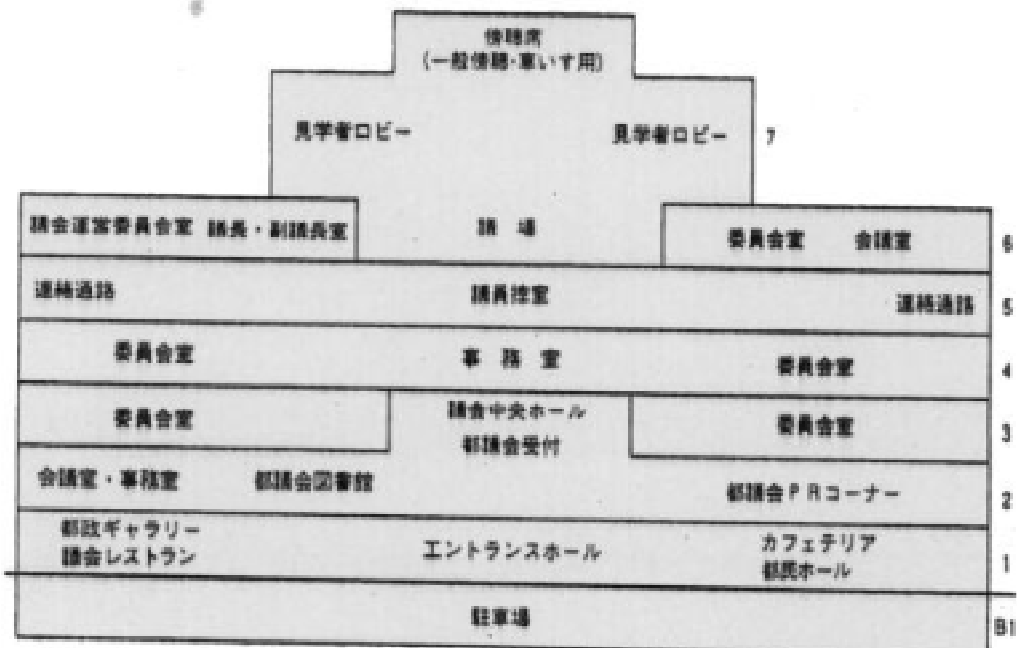 傍聴席
(一般傍聴・車いす用)
見学者ロビー 見学者ロビー 7
議会運営委員会室 議長・副議長室 議場 委員会室 会議室 6
連絡通路 議員控室 連絡通路 5
委員会室 事務室 委員会室 4
委員会室 議会中央ホール 委員会室 3
都議会受付
会議室・事務室 都議会図書館 都議会PRコーナー 2
都政ギャラリー エントランスホール カフェテリア 1
議会レストラン 都民ホール
駐車場 B1